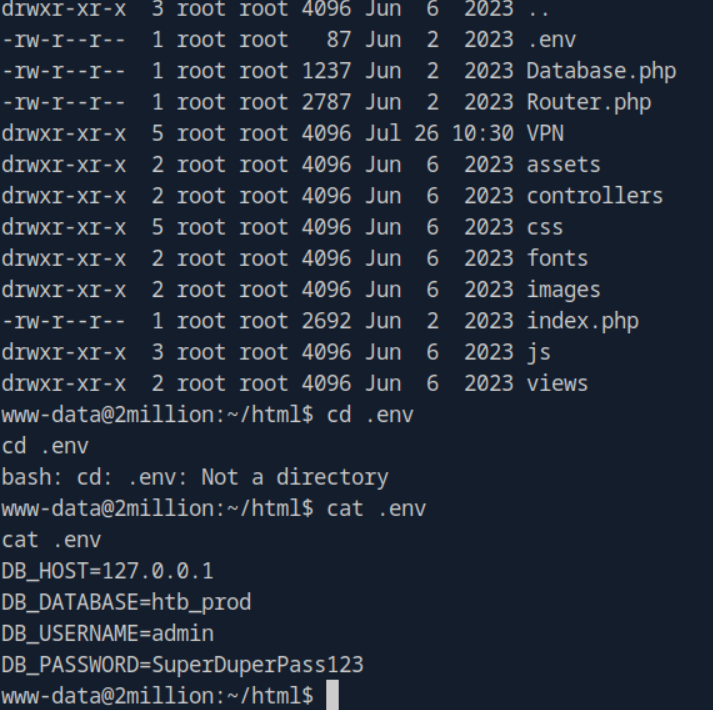 drwxr-xr-x  3 root root 4096 Jun  6  2023 ..
-rw-r--r--  1 root root   87 Jun  2  2023 .env
-rw-r--r--  1 root root 1237 Jun  2  2023 Database.php
-rw-r--r--  1 root root 2787 Jun  2  2023 Router.php
drwxr-xr-x  5 root root 4096 Jul 26 10:30 VPN
drwxr-xr-x  2 root root 4096 Jun  6  2023 assets
drwxr-xr-x  2 root root 4096 Jun  6  2023 controllers
drwxr-xr-x  5 root root 4096 Jun  6  2023 css
drwxr-xr-x  2 root root 4096 Jun  6  2023 fonts
drwxr-xr-x  2 root root 4096 Jun  6  2023 images
-rw-r--r--  1 root root 2692 Jun  2  2023 index.php
drwxr-xr-x  3 root root 4096 Jun  6  2023 js
drwxr-xr-x  2 root root 4096 Jun  6  2023 views
www-data@2million:~/html$ cd .env
cd .env
bash: cd: .env: Not a directory
www-data@2million:~/html$ cat .env
cat .env
DB_HOST=127.0.0.1
DB_DATABASE=htb_prod
DB_USERNAME=admin
DB_PASSWORD=SuperDuperPass123
www-data@2million:~/html$